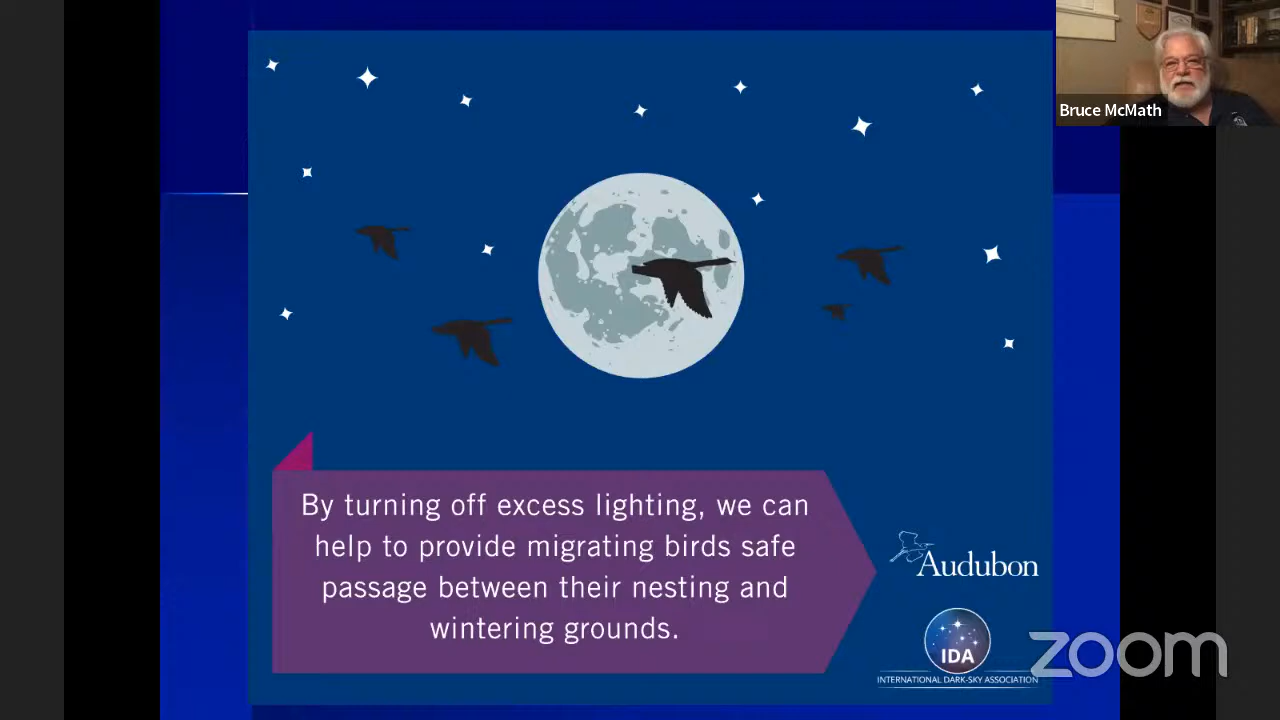 Bruce McMath
By turning off excess lighting, we can
help to provide migrating birds safe
passage between their nesting and
wintering grounds.
Audubon
IDA
INTERNATIONAL DARK-SKY ASSOCIATION
zoom